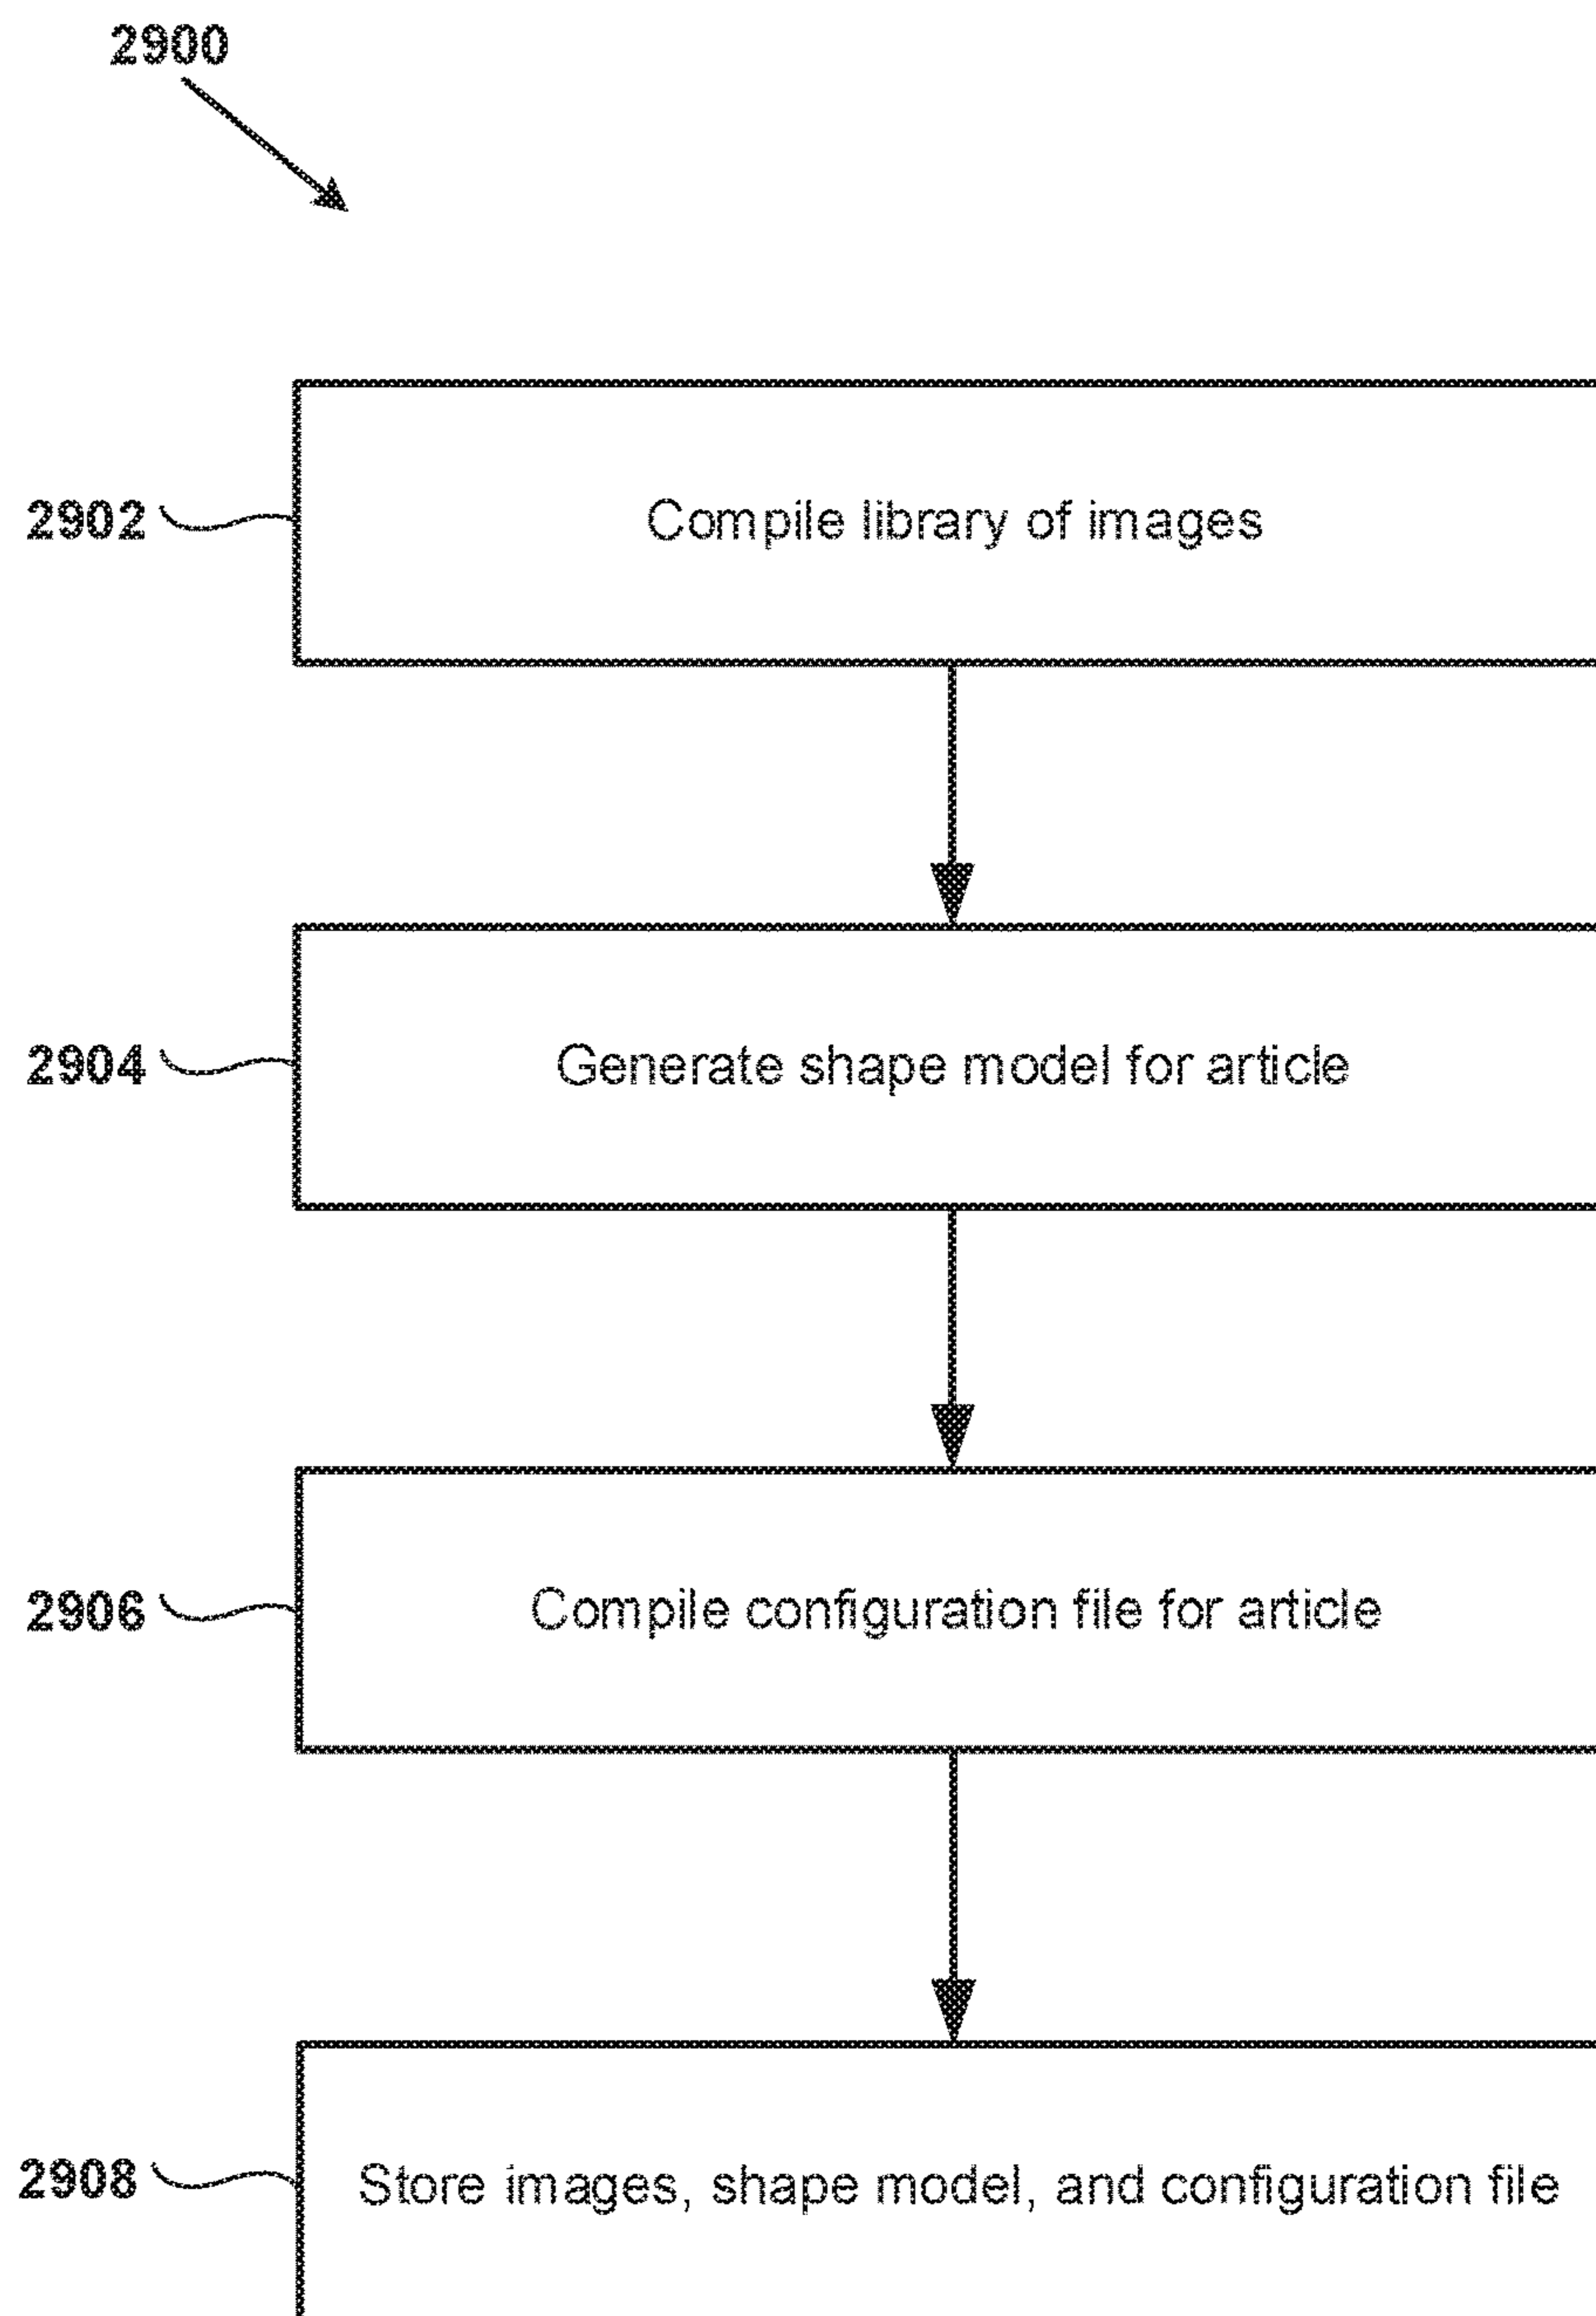 2900
2902 Compile library of images
2904 Generate shape model for article
2906 Compile configuration file for article
2908 Store images, shape model, and configuration file